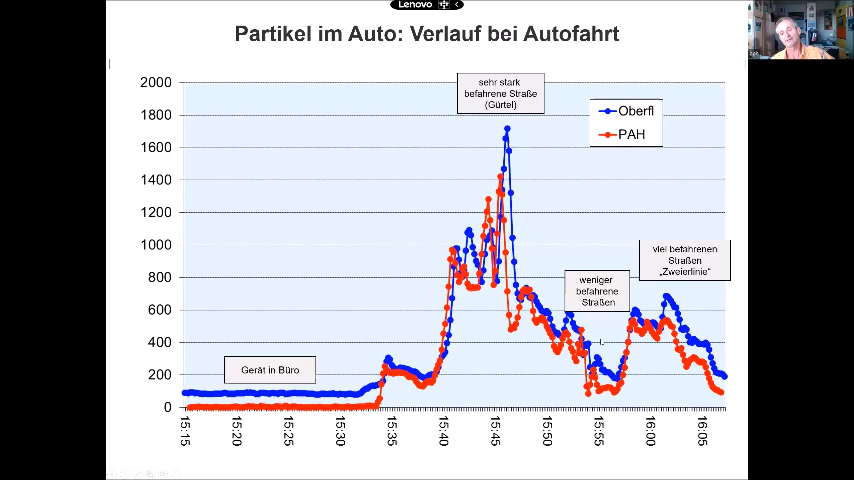 Lenovo
Partikel im Auto: Verlauf bei Autofahrt
2000
1800
1600
1400
1200
1000
800
600
400
200
0
sehr stark
befahrene Straße
(Gürtel)
Oberfl
PAH
viel befahrenen
Straßen
„Zweierlinie“
weniger
befahrene
Straßen
Gerät in Büro
15:15
15:20
15:25
15:30
15:35
15:40
15:45
15:50
15:55
16:00
16:05